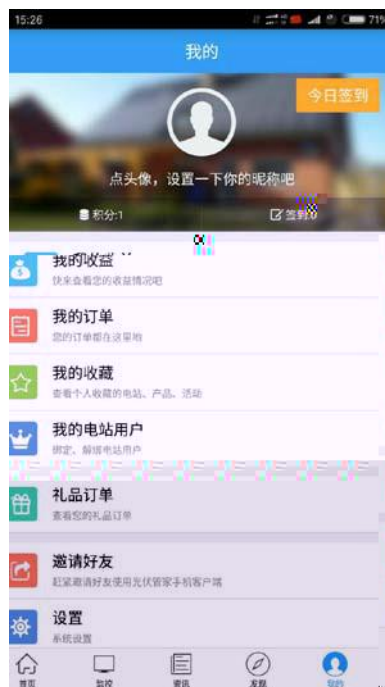 15:26
71%
我的
今日签到
点头像，设置一下你的昵称吧
积分:1
签到:0
我的收益
快来查看您的收益情况吧
我的订单
您的订单都在这里哟
我的收藏
查看个人收藏的电站、产品、活动
我的电站用户
绑定、解绑电站用户
礼品订单
查看您的礼品订单
邀请好友
赶紧邀请好友使用光伏管家手机客户端
设置
系统设置
首页
监控
资讯
发现
我的